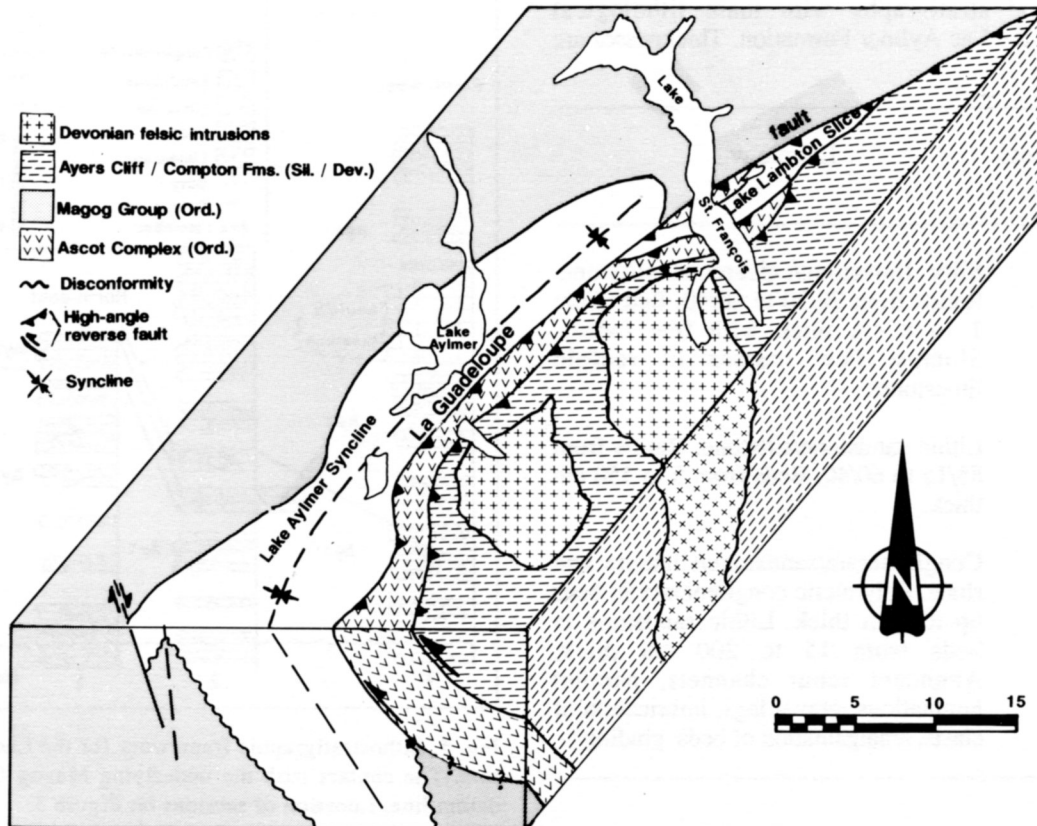 Aylmer Formation.
Devonian felsic intrusions
Ayers Cliff / Compton Fms. (Sil. / Dev.)
Magog Group (Ord.)
Ascot Complex (Ord.)
Disconformity
High-angle
reverse fault
Syncline
Lake
St. François
fault
Lake Lambton Slice
Lake
Aylmer
La Guadeloupe
Lake Aylmer Syncline
N
0 5 10 15